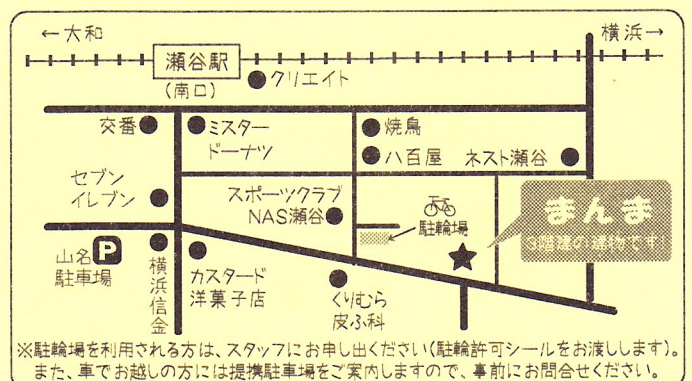 ←大和
横浜→
瀬谷駅
(南口)
クリエイト
交番
ミスター
ドーナツ
焼鳥
八百屋
ネスト瀬谷
セブン
イレブン
スポーツクラブ
NAS瀬谷
駐輪場
まんま
3階建の建物です!
山名
駐車場
P
横浜信金
カスタード
洋菓子店
くりむら
皮ふ科
※駐輪場を利用される方は、スタッフにお申し出ください(駐輪許可シールをお渡しします)。
また、車でお越しの方には提携駐車場をご案内しますので、事前にお問合せください。